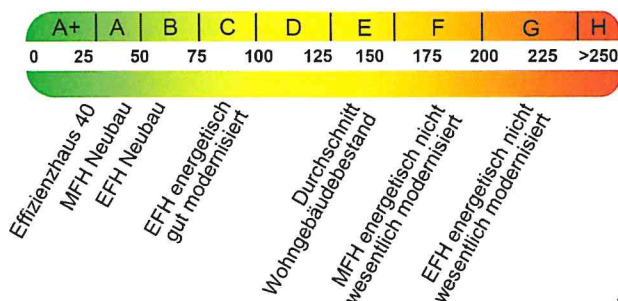 A+ A B C D E F G H
0 25 50 75 100 125 150 175 200 225 >250
Effizienzhaus 40
MFH Neubau
EFH Neubau
EFH energetisch
gut modernisiert
Durchschnitt
Wohngebäudebestand
MFH energetisch nicht
wesentlich modernisiert
EFH energetisch nicht
wesentlich modernisiert